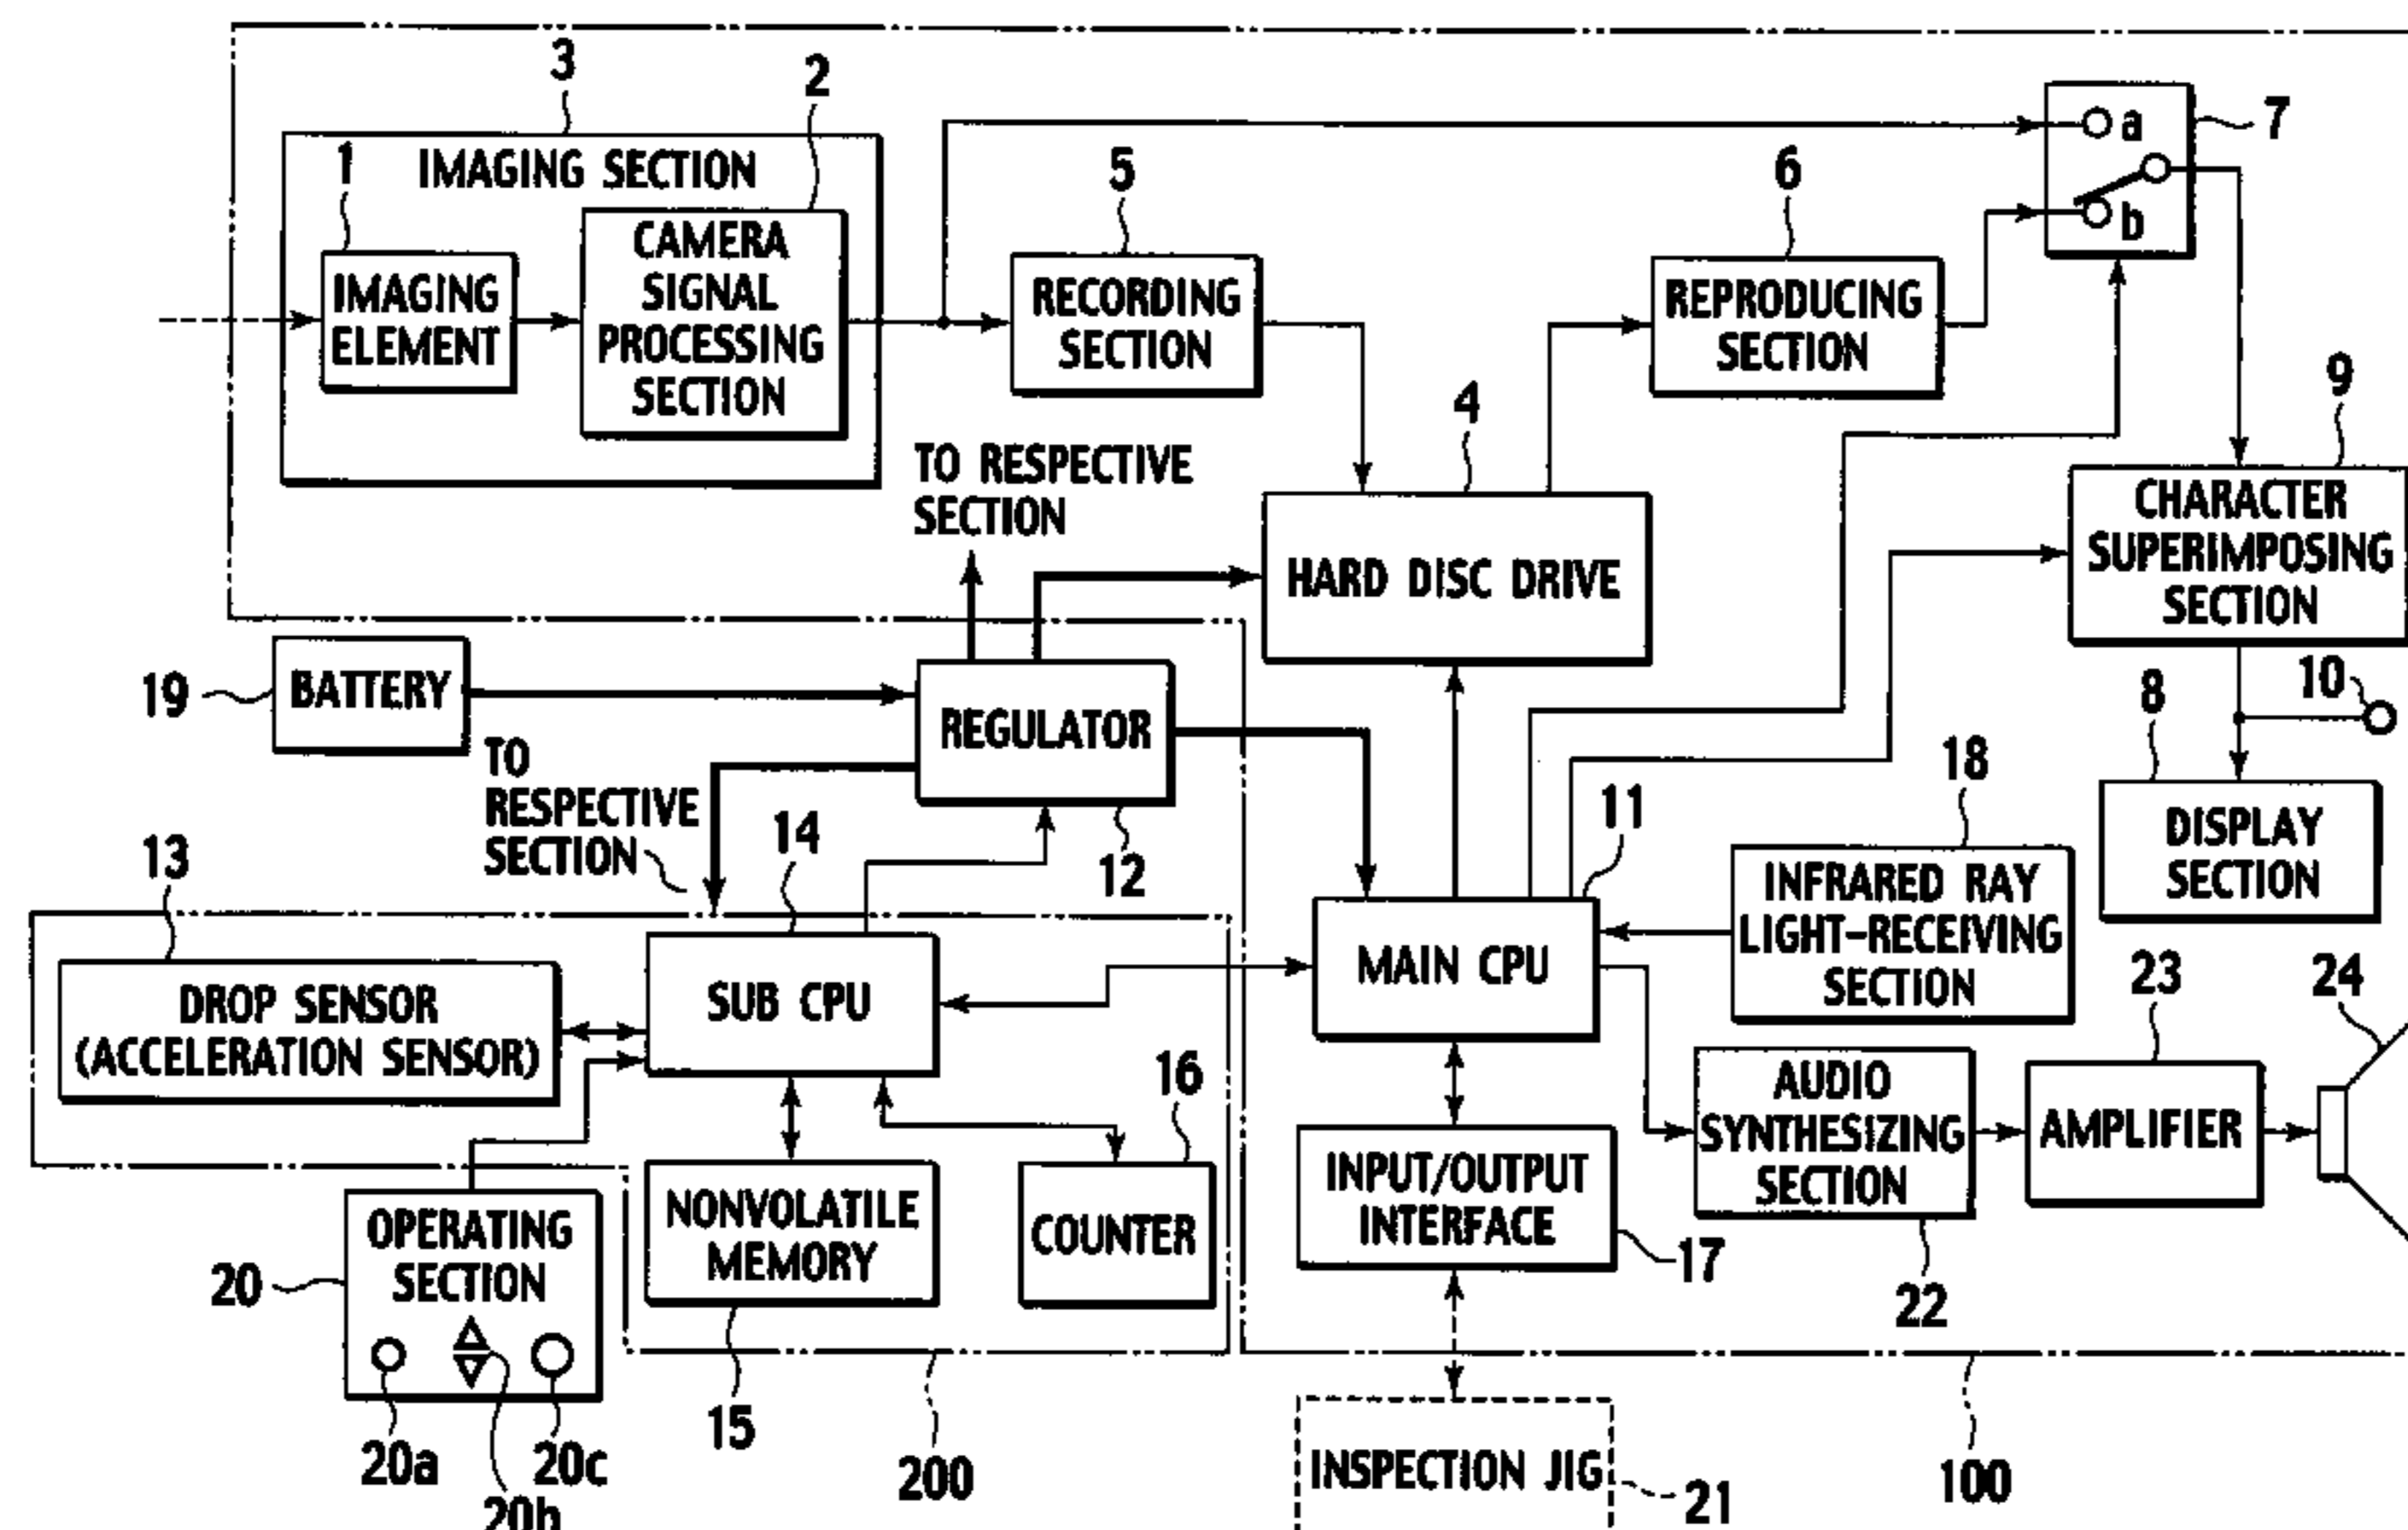 3
2
7
a
b
IMAGING SECTION
1
5
6
CAMERA
SIGNAL
PROCESSING
SECTION
IMAGING
ELEMENT
RECORDING
SECTION
REPRODUCING
SECTION
4
9
TO RESPECTIVE
SECTION
HARD DISC DRIVE
CHARACTER
SUPERIMPOSING
SECTION
19
BATTERY
REGULATOR
12
10
8
DISPLAY
SECTION
TO
RESPECTIVE
SECTION
14
11
18
13
DROP SENSOR
(ACCELERATION SENSOR)
SUB CPU
MAIN CPU
INFRARED RAY
LIGHT-RECEIVING
SECTION
23
24
16
AUDIO
SYNTHESIZING
SECTION
22
AMPLIFIER
20
OPERATING
SECTION
NONVOLATILE
MEMORY
COUNTER
INPUT/OUTPUT
INTERFACE
17
20a
20b
20c
15
200
100
INSPECTION JIG
21